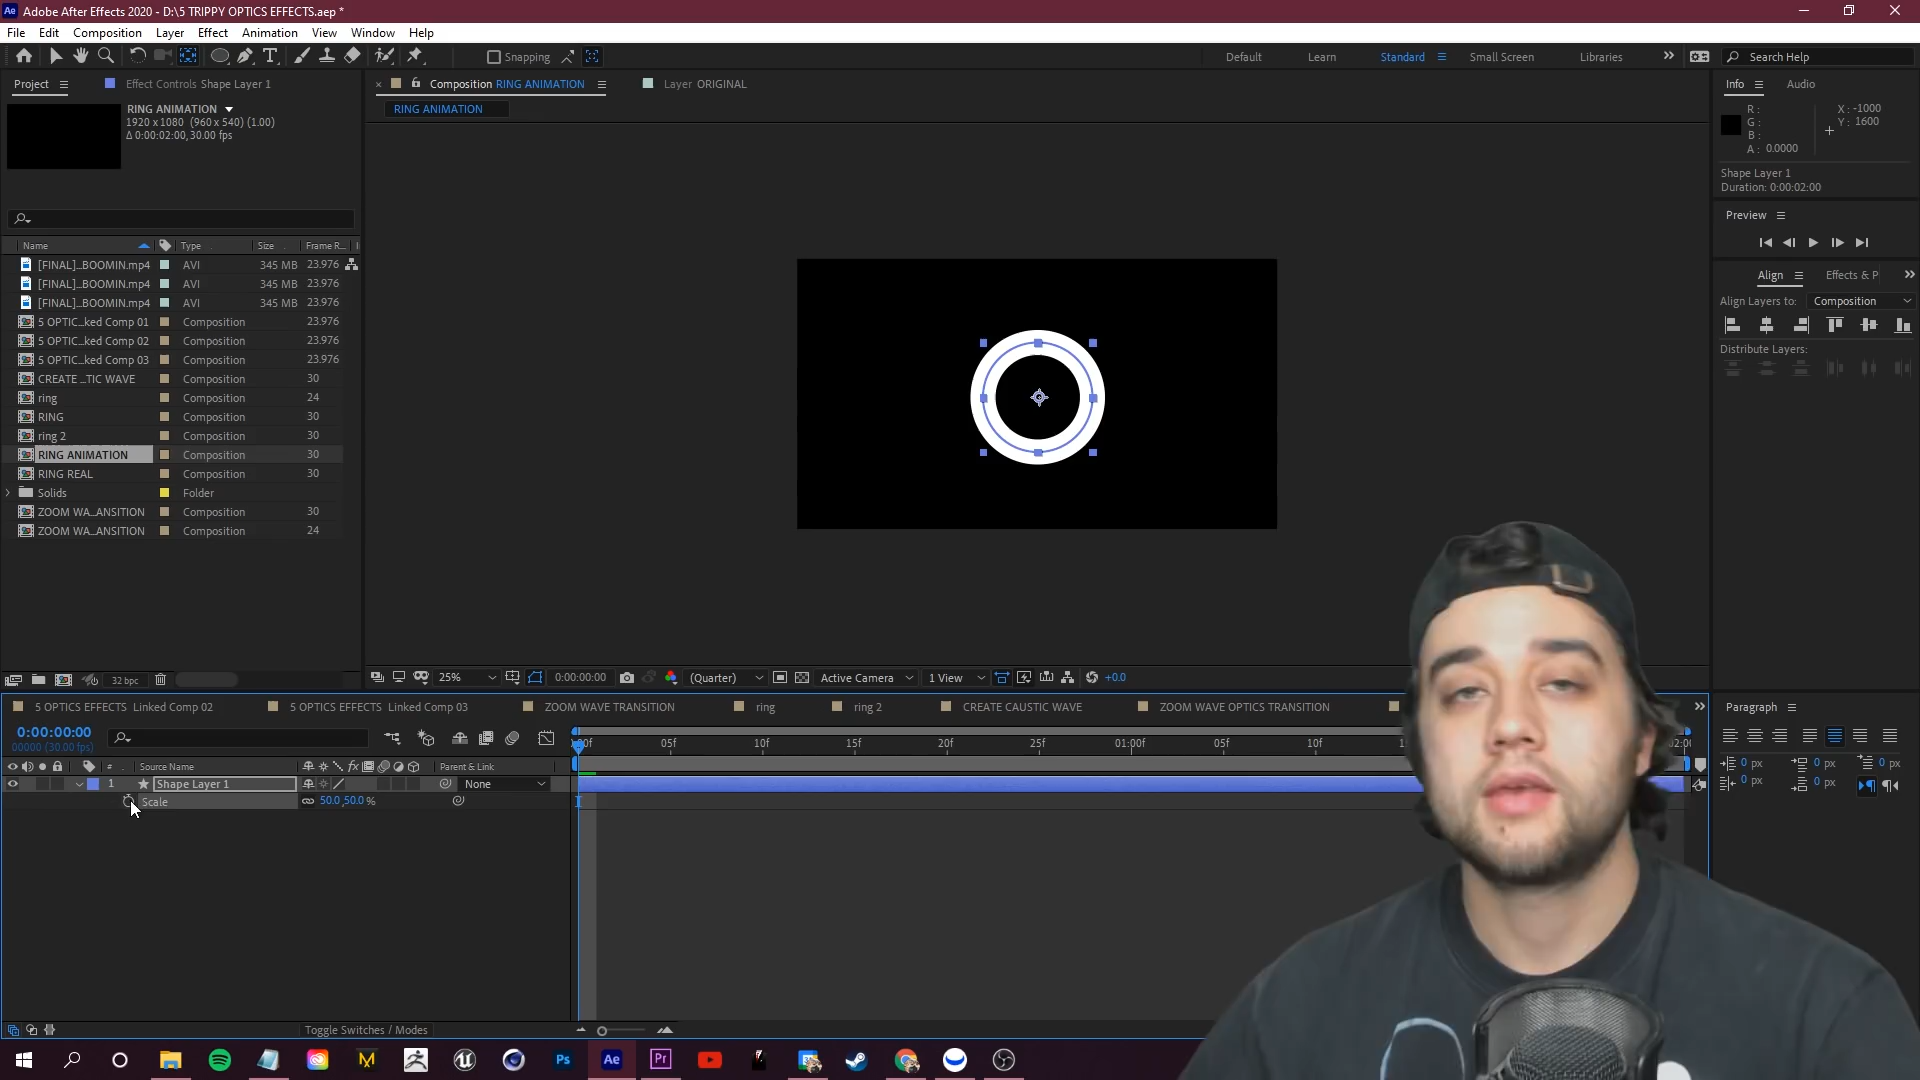 Adobe After Effects 2020 - D:\5 TRIPPY OPTICS EFFECTS.aep *
File Edit Composition Layer Effect Animation View Window Help
Snapping
Default Learn Standard Small Screen Libraries Search Help
Project Effect Controls Shape Layer 1
Composition RING ANIMATION Layer ORIGINAL
RING ANIMATION
RING ANIMATION
1920 x 1080 (960 x 540) (1.00)
Δ 0:00:02:00, 30.00 fps
Info Audio
R :
G :
B :
A : 0.0000
X : -1000
Y : 1600
Shape Layer 1
Duration: 0:00:02:00
Preview
Align Effects & P
Align Layers to: Composition
Distribute Layers:
Name Type Size Frame R...
[FINAL]...BOOMIN.mp4 AVI 345 MB 23.976
[FINAL]...BOOMIN.mp4 AVI 345 MB 23.976
[FINAL]...BOOMIN.mp4 AVI 345 MB 23.976
5 OPTIC...ked Comp 01 Composition 23.976
5 OPTIC...ked Comp 02 Composition 23.976
5 OPTIC...ked Comp 03 Composition 23.976
CREATE ...TIC WAVE Composition 30
ring Composition 24
RING Composition 30
ring 2 Composition 30
RING ANIMATION Composition 30
RING REAL Composition 30
Solids Folder
ZOOM WA...ANSITION Composition 30
ZOOM WA...ANSITION Composition 24
32 bpc
25% 0:00:00:00 (Quarter) Active Camera 1 View +0.0
5 OPTICS EFFECTS Linked Comp 02 5 OPTICS EFFECTS Linked Comp 03 ZOOM WAVE TRANSITION ring ring 2 CREATE CAUSTIC WAVE ZOOM WAVE OPTICS TRANSITION
0:00:00:00
00000 (30.00 fps)
05f 10f 15f 20f 25f 01:00f 05f 10f
# Source Name Parent & Link
1 Shape Layer 1 None
Scale 50.0,50.0 %
Toggle Switches / Modes
Paragraph
0 px 0 px 0 px
0 px 0 px
Ps Ae Pr